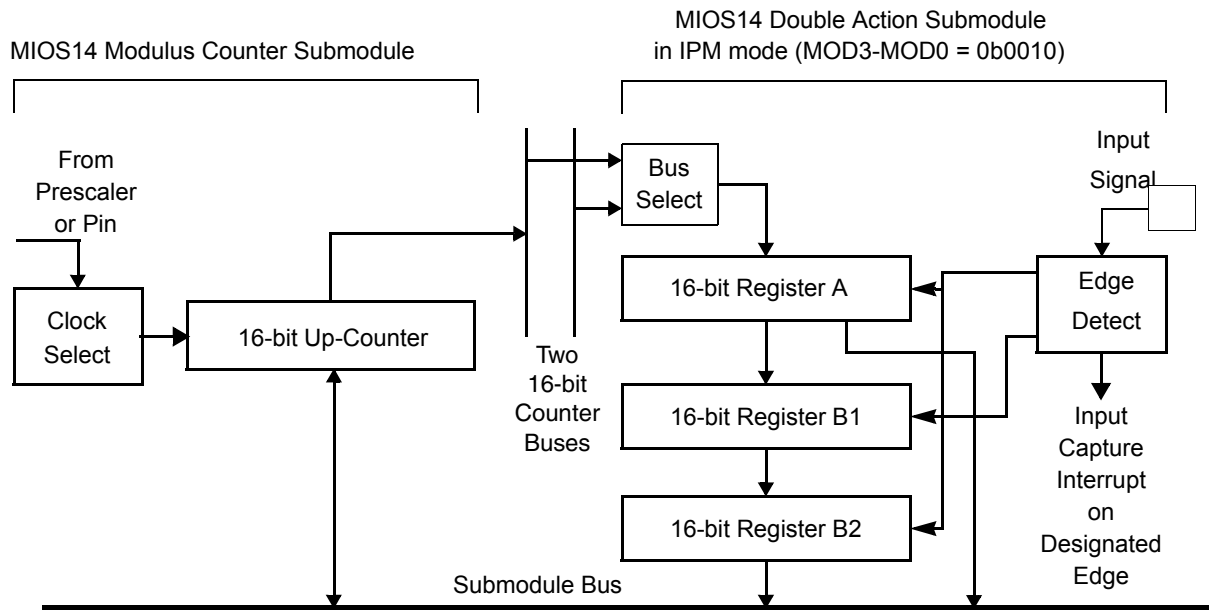 MIOS14 Modulus Counter Submodule
MIOS14 Double Action Submodule
in IPM mode (MOD3-MOD0 = 0b0010)
From
Prescaler
or Pin
Clock
Select
16-bit Up-Counter
Two
16-bit
Counter
Buses
Bus
Select
16-bit Register A
16-bit Register B1
16-bit Register B2
Input
Signal
Edge
Detect
Input
Capture
Interrupt
on
Designated
Edge
Submodule Bus